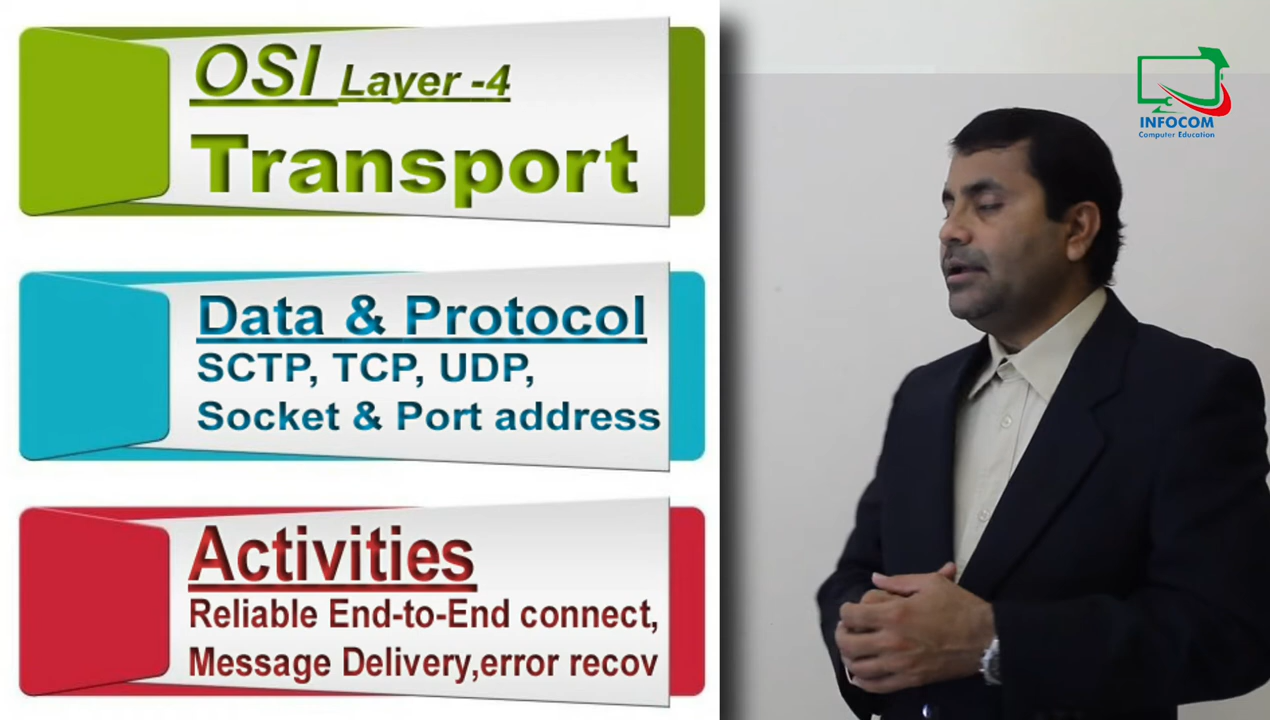 OSI Layer -4
Transport
Data & Protocol
SCTP, TCP, UDP,
Socket & Port address
Activities
Reliable End-to-End connect,
Message Delivery,error recov
INFOCOM
Computer Education